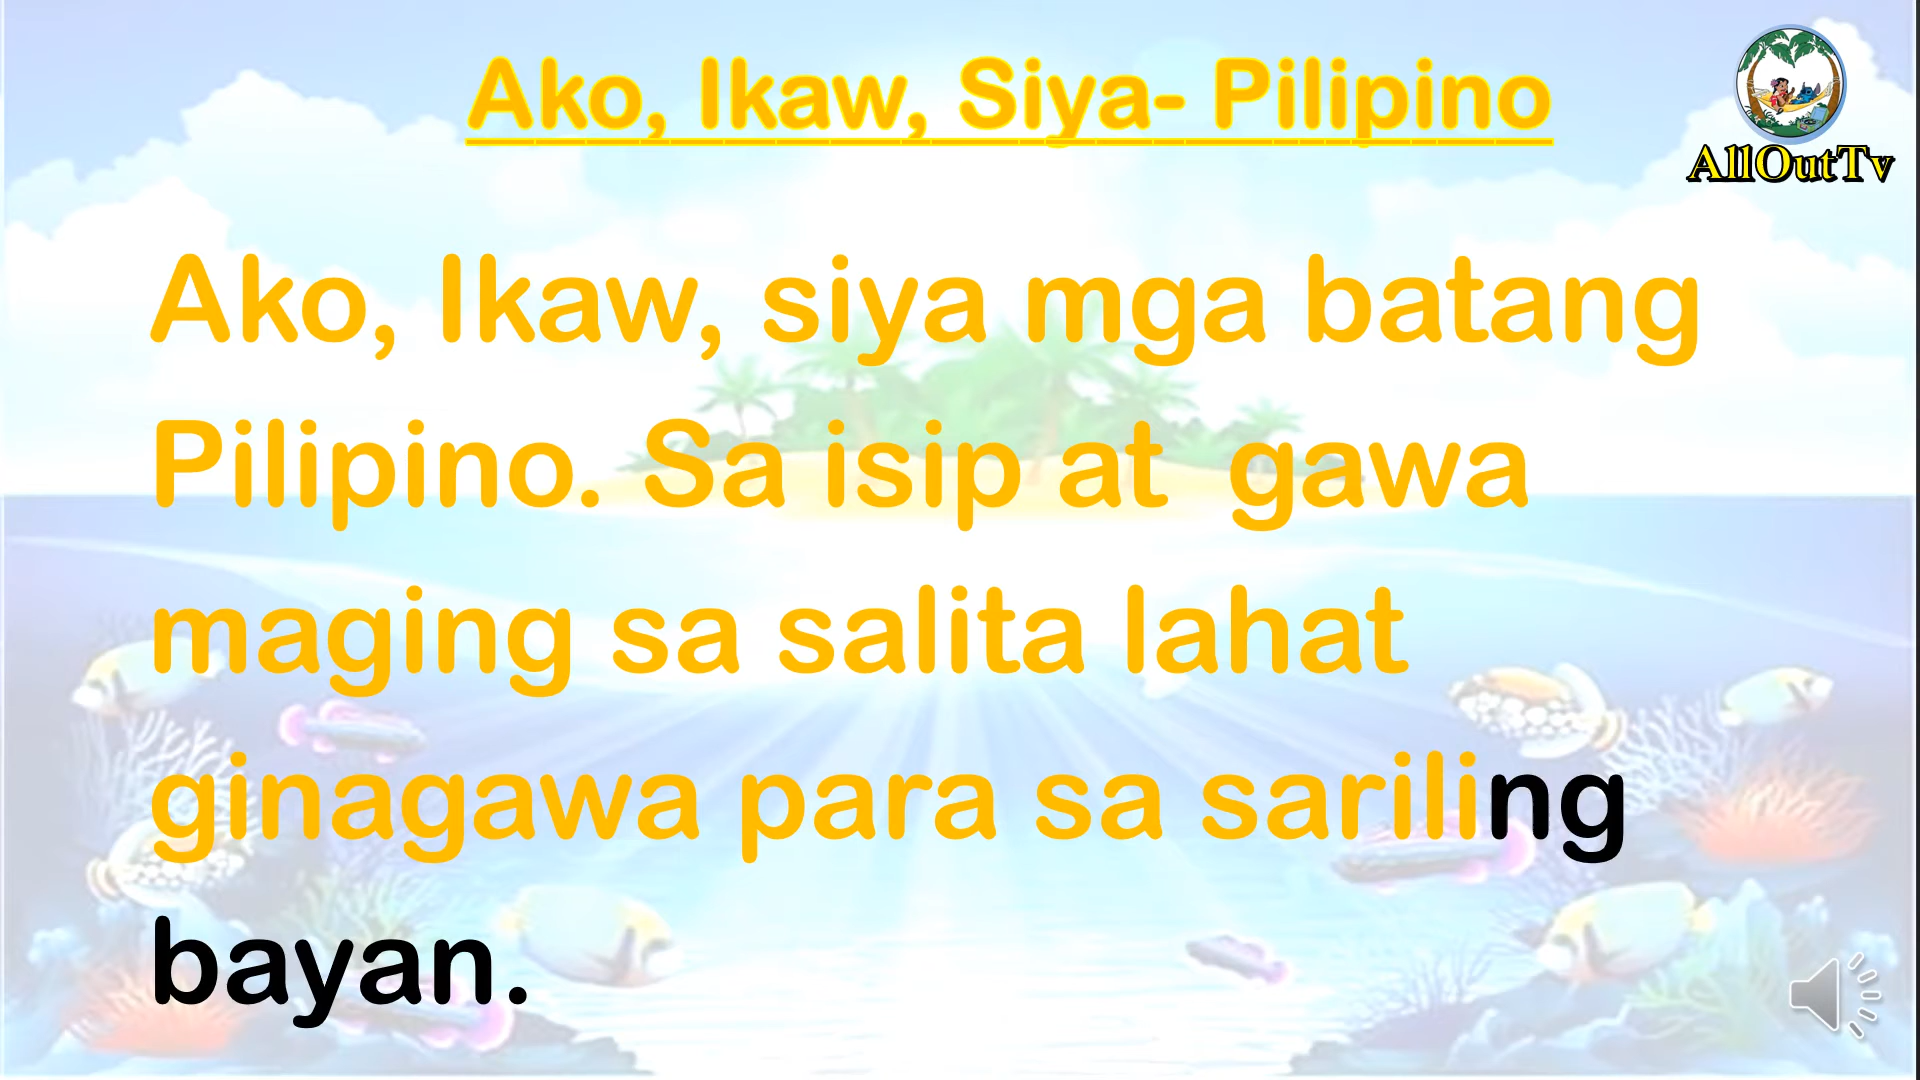 Ako, Ikaw, Siya- Pilipino
AllOutTv
Ako, Ikaw, siya mga batang
Pilipino. Sa isip at  gawa
maging sa salita lahat
ginagawa para sa sariling
bayan.